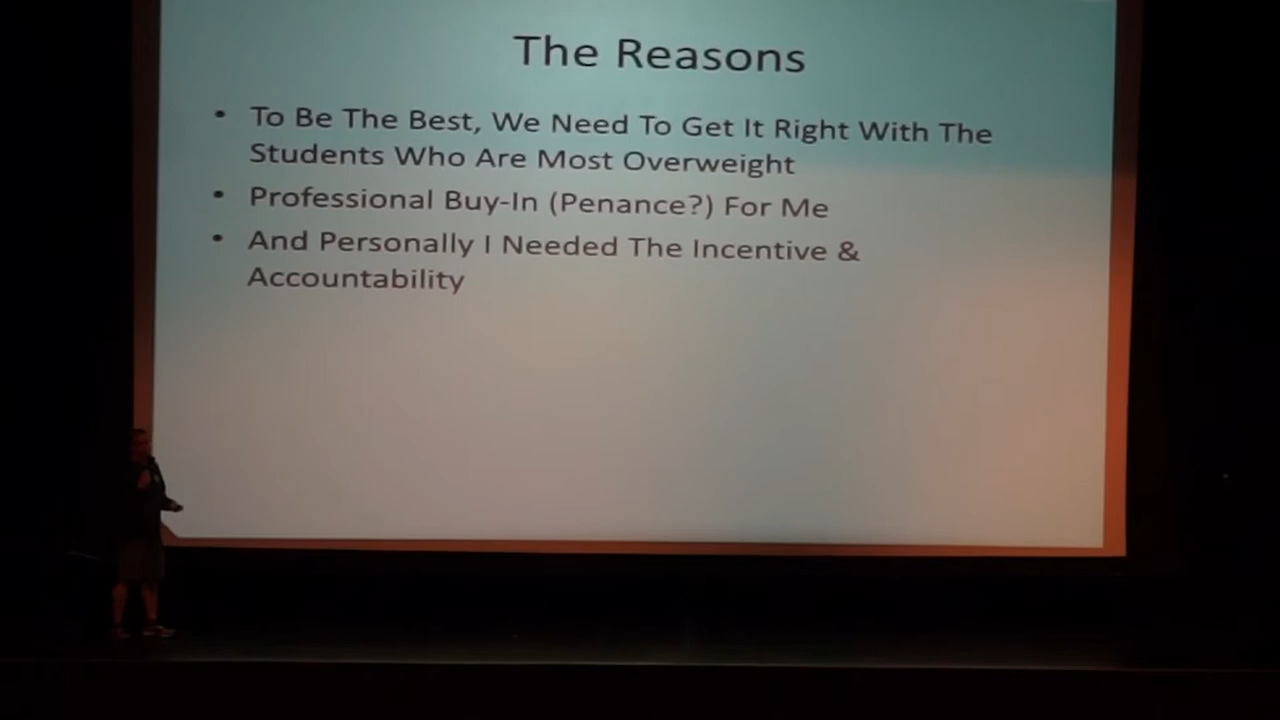 The Reasons
• To Be The Best, We Need To Get It Right With The
Students Who Are Most Overweight
• Professional Buy-In (Penance?) For Me
• And Personally I Needed The Incentive &
Accountability